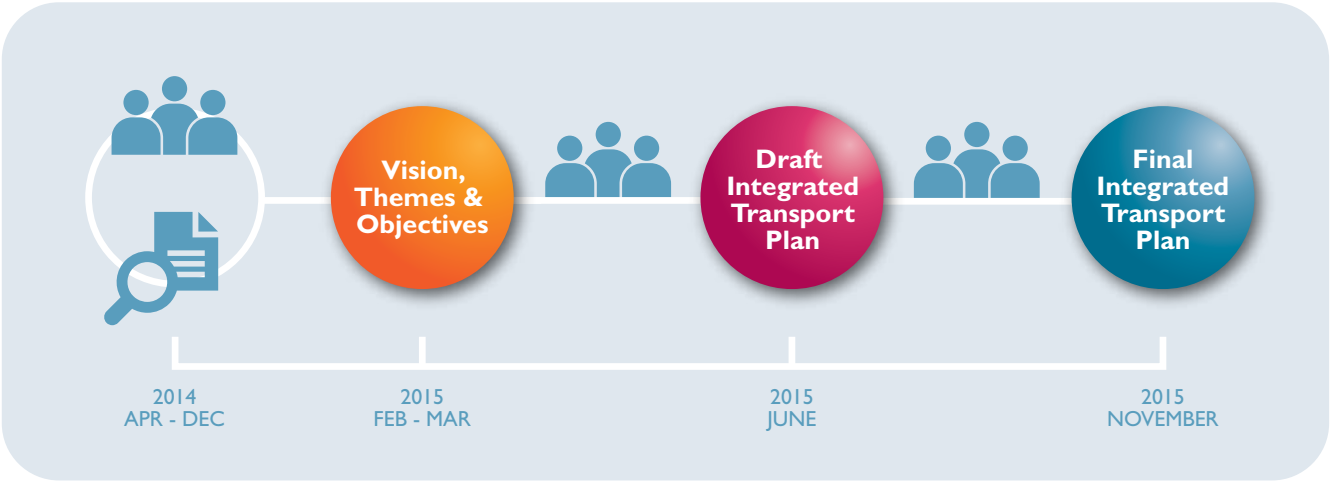 Vision,
Themes &
Objectives
Draft
Integrated
Transport
Plan
Final
Integrated
Transport
Plan
2014
APR - DEC
2015
FEB - MAR
2015
JUNE
2015
NOVEMBER